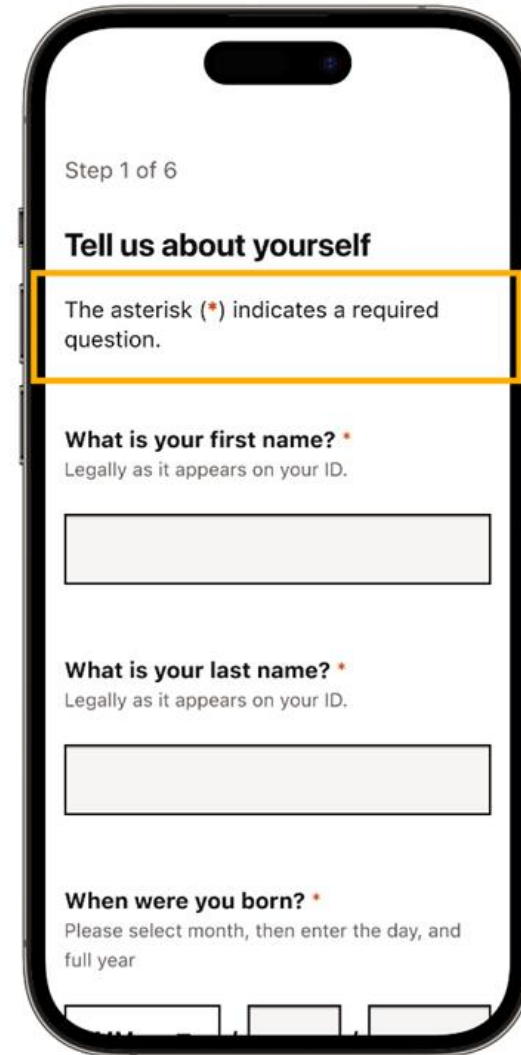 Step 1 of 6
Tell us about yourself
The asterisk (*) indicates a required
question.
What is your first name? *
Legally as it appears on your ID.
What is your last name? *
Legally as it appears on your ID.
When were you born? *
Please select month, then enter the day, and
full year
/ /